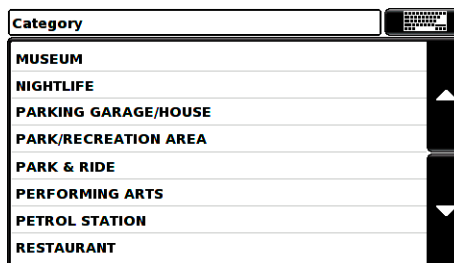 Category
MUSEUM
NIGHTLIFE
PARKING GARAGE/HOUSE
PARK/RECREATION AREA
PARK & RIDE
PERFORMING ARTS
PETROL STATION
RESTAURANT